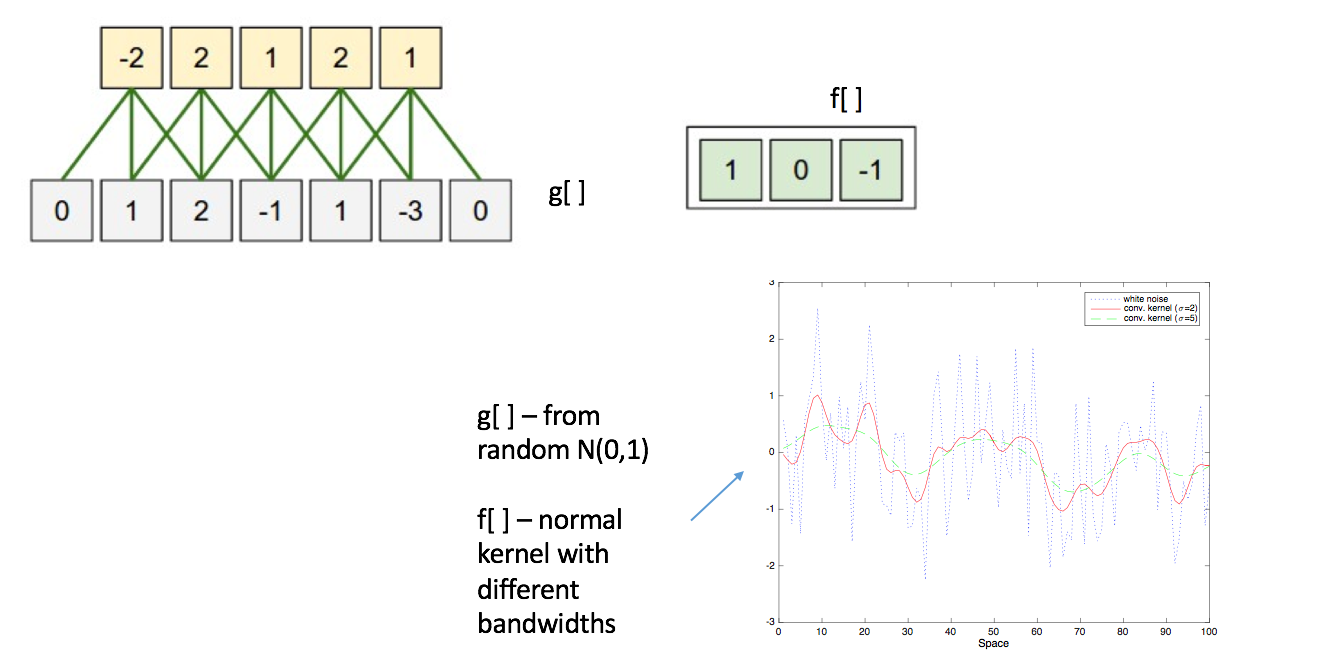 -2 2 1 2 1
0 1 2 -1 1 -3 0
g[ ]
f[ ]
1 0 -1
g[ ] – from
random N(0,1)
f[ ] – normal
kernel with
different
bandwidths
white noise
conv. kernel (σ=2)
conv. kernel (σ=5)
3
2
1
0
-1
-2
-3
0 10 20 30 40 50 60 70 80 90 100
Space